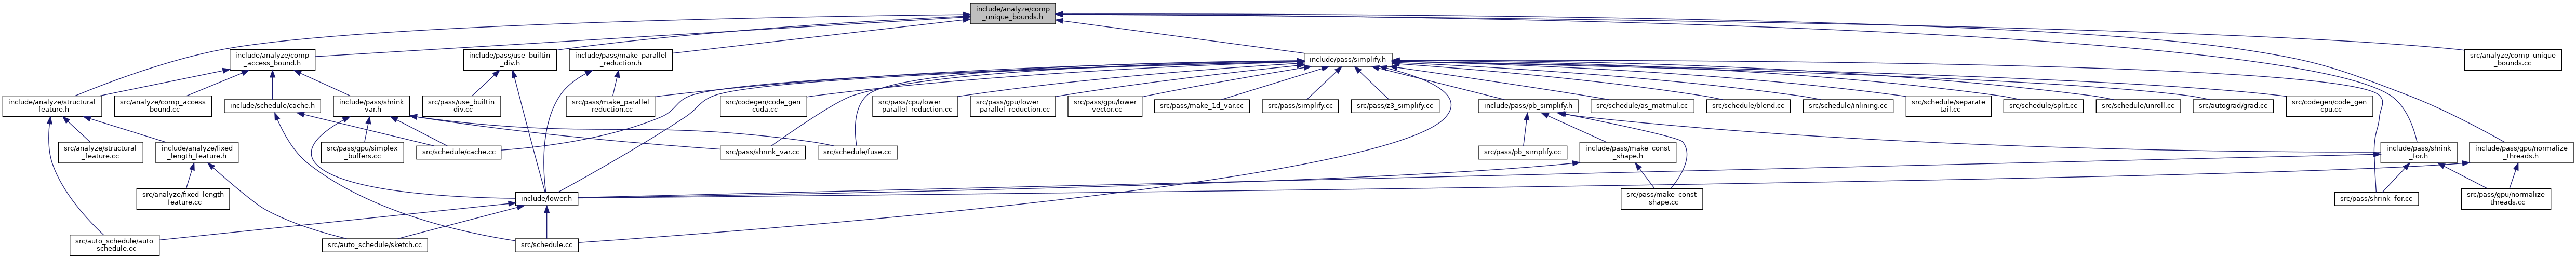 include/analyze/comp
_unique_bounds.h
include/analyze/comp
_access_bound.h
include/pass/use_builtin
_div.h
include/pass/make_parallel
_reduction.h
include/pass/simplify.h
src/analyze/comp_unique
_bounds.cc
include/analyze/structural
_feature.h
src/analyze/comp_access
_bound.cc
include/schedule/cache.h
include/pass/shrink
_var.h
src/pass/use_builtin
_div.cc
src/pass/make_parallel
_reduction.cc
src/codegen/code_gen
_cuda.cc
src/pass/cpu/lower
_parallel_reduction.cc
src/pass/gpu/lower
_parallel_reduction.cc
src/pass/gpu/lower
_vector.cc
src/pass/make_1d_var.cc
src/pass/simplify.cc
src/pass/z3_simplify.cc
include/pass/pb_simplify.h
src/schedule/as_matmul.cc
src/schedule/blend.cc
src/schedule/inlining.cc
src/schedule/separate
_tail.cc
src/schedule/split.cc
src/schedule/unroll.cc
src/autograd/grad.cc
src/codegen/code_gen
_cpu.cc
src/analyze/structural
_feature.cc
include/analyze/fixed
_length_feature.h
src/pass/gpu/simplex
_buffers.cc
src/schedule/cache.cc
src/pass/shrink_var.cc
src/schedule/fuse.cc
src/pass/pb_simplify.cc
include/pass/make_const
_shape.h
include/pass/shrink
_for.h
include/pass/gpu/normalize
_threads.h
src/analyze/fixed_length
_feature.cc
include/lower.h
src/pass/make_const
_shape.cc
src/pass/shrink_for.cc
src/pass/gpu/normalize
_threads.cc
src/auto_schedule/auto
_schedule.cc
src/auto_schedule/sketch.cc
src/schedule.cc